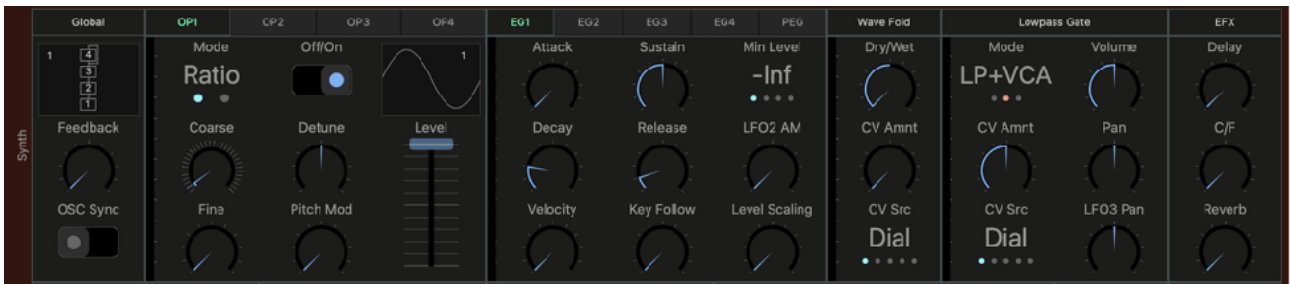 Global
OP1 OP2 OP3 OP4
EG1 EG2 EG3 EG4 PEG
Wave Fold
Lowpass Gate
EFX
Synth
1
4
3
2
1
Feedback
OSC Sync
Mode
Ratio
Off/On
1
Coarse
Detune
Level
Fine
Pitch Mod
Attack
Sustain
Min Level
-Inf
Decay
Release
LFO2 AM
Velocity
Key Follow
Level Scaling
Dry/Wet
CV Amnt
CV Src
Dial
Mode
LP+VCA
Volume
CV Amnt
Pan
CV Src
Dial
LFO3 Pan
Delay
C/F
Reverb